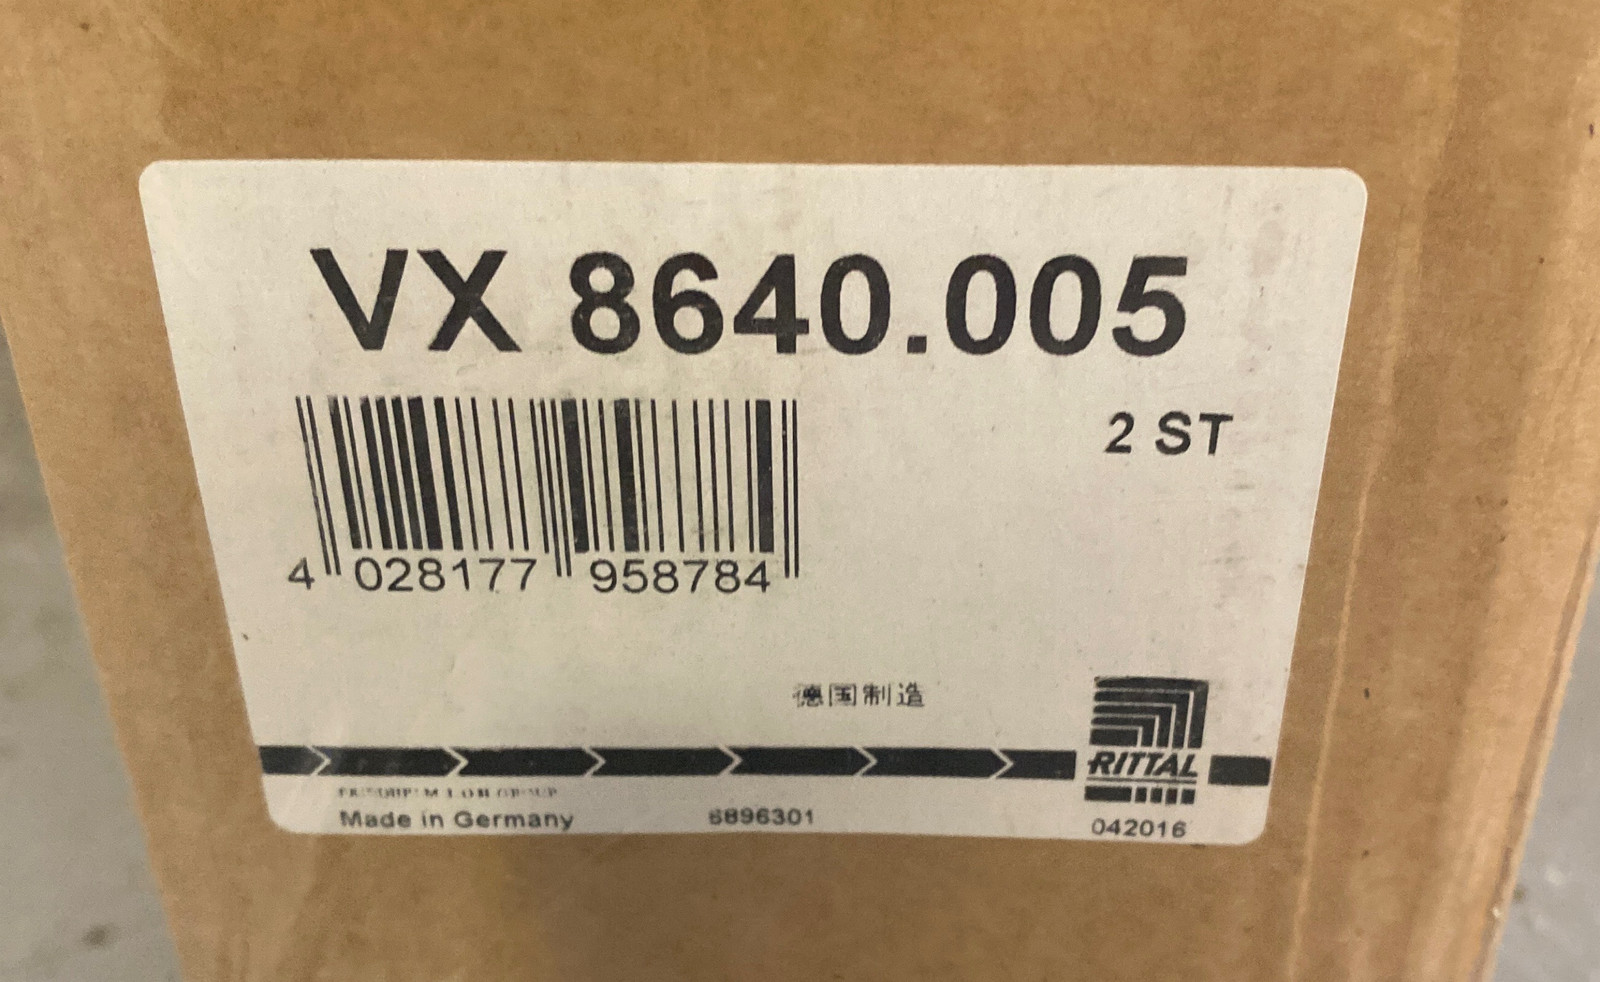 VX 8640.005
2 ST
4 028177 958784
德国制造
RITTAL
Made in Germany
6896301
042016